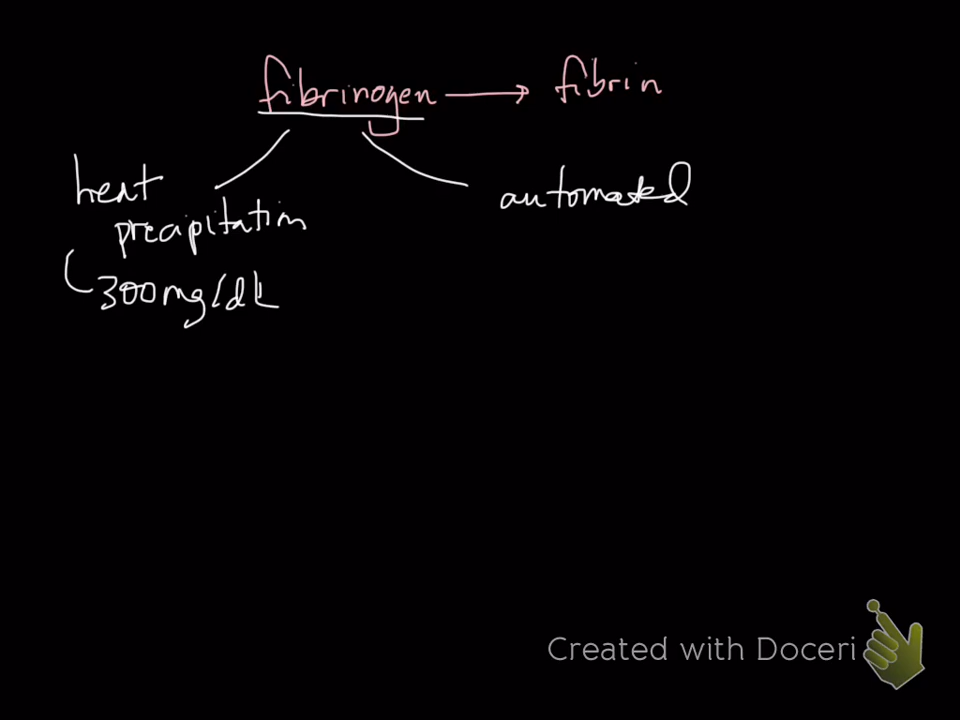 fibrinogen → fibrin
heat
precipitation
automated
300mg/dL
Created with Doceri